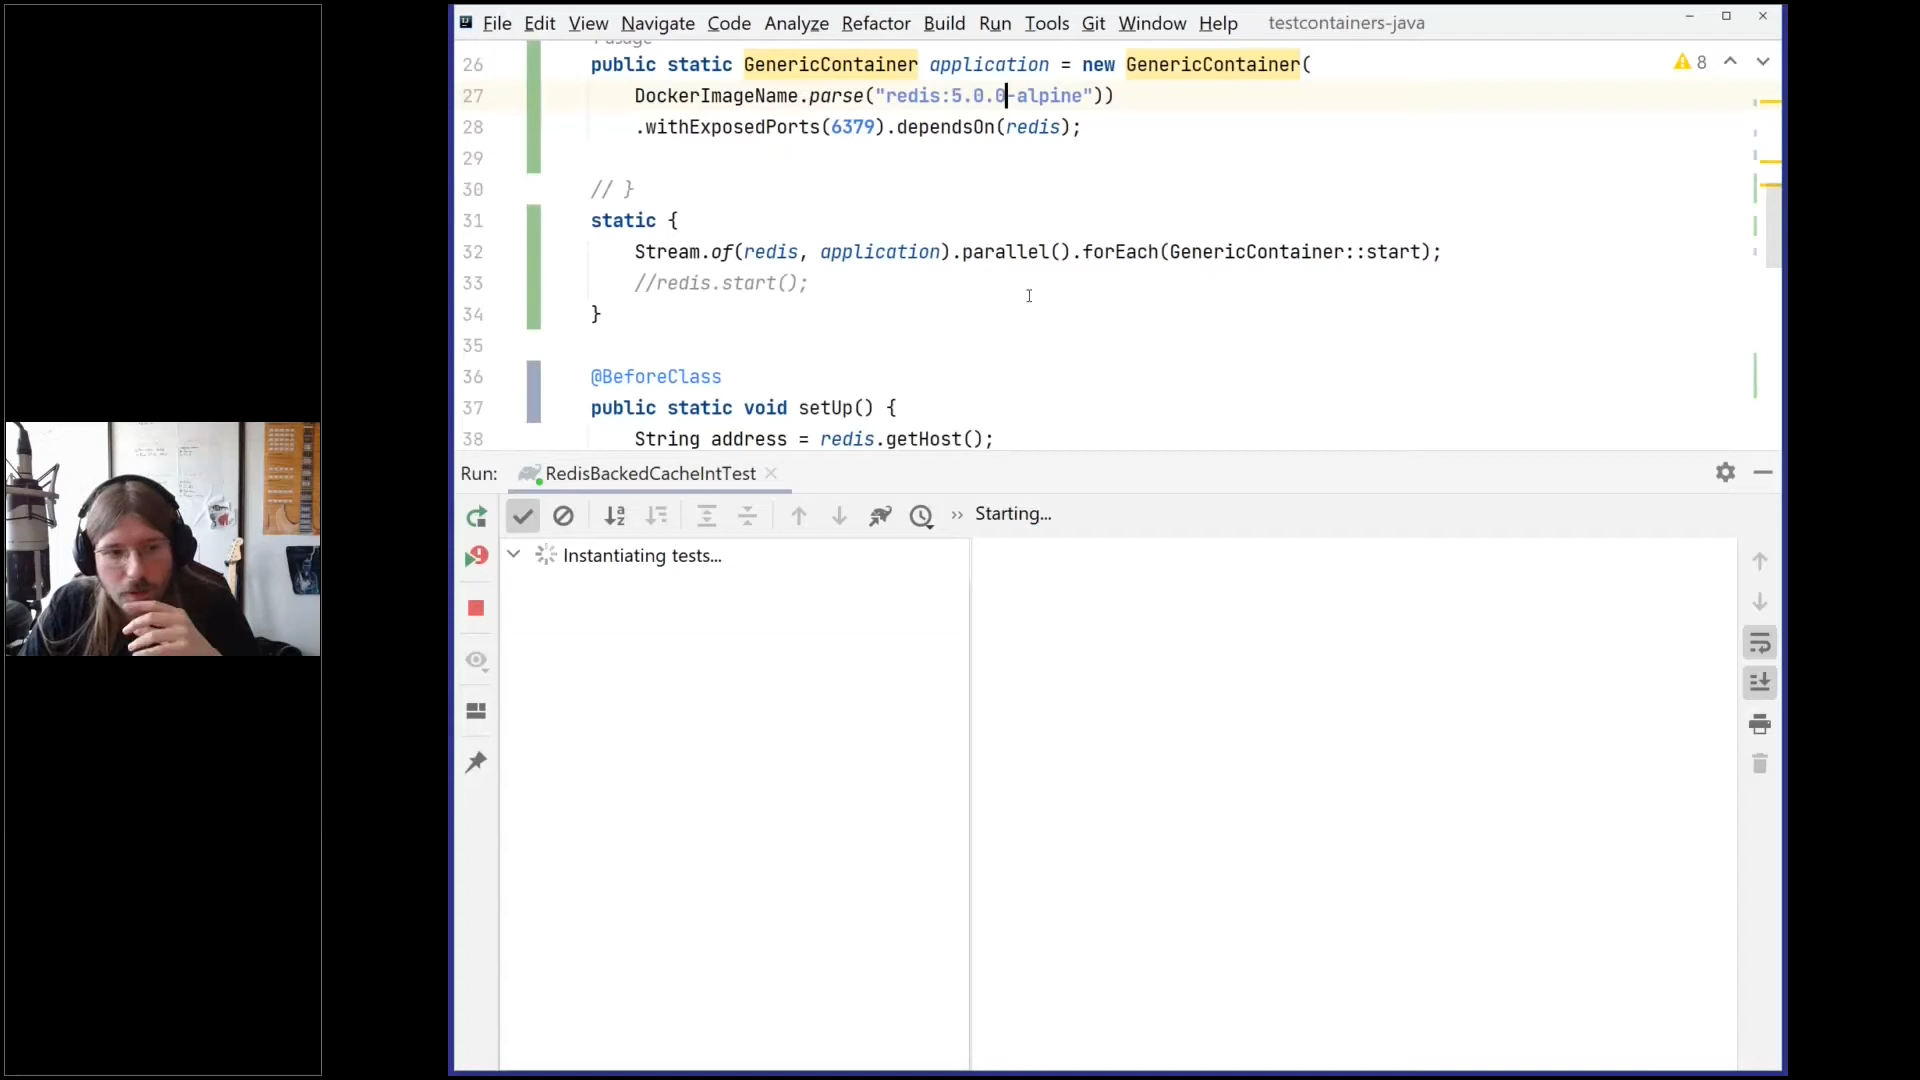 File Edit View Navigate Code Analyze Refactor Build Run Tools Git Window Help testcontainers-java
26 public static GenericContainer application = new GenericContainer( 8
27 DockerImageName.parse("redis:5.0.0-alpine"))
28 .withExposedPorts(6379).dependsOn(redis);
29
30 // }
31 static {
32 Stream.of(redis, application).parallel().forEach(GenericContainer::start);
33 //redis.start();
34 }
35
36 @BeforeClass
37 public static void setUp() {
38 String address = redis.getHost();
Run: RedisBackedCacheIntTest
Starting...
Instantiating tests...